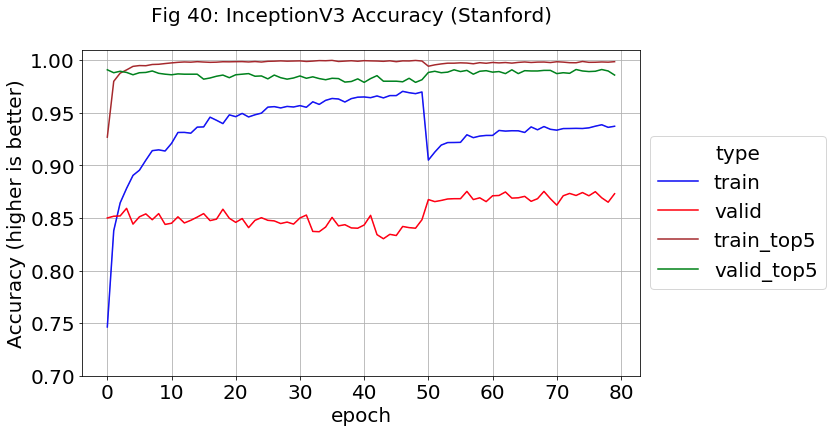 Fig 40: InceptionV3 Accuracy (Stanford)
Accuracy (higher is better)
1.00
0.95
0.90
0.85
0.80
0.75
0.70
0 10 20 30 40 50 60 70 80
epoch
type
train
valid
train_top5
valid_top5